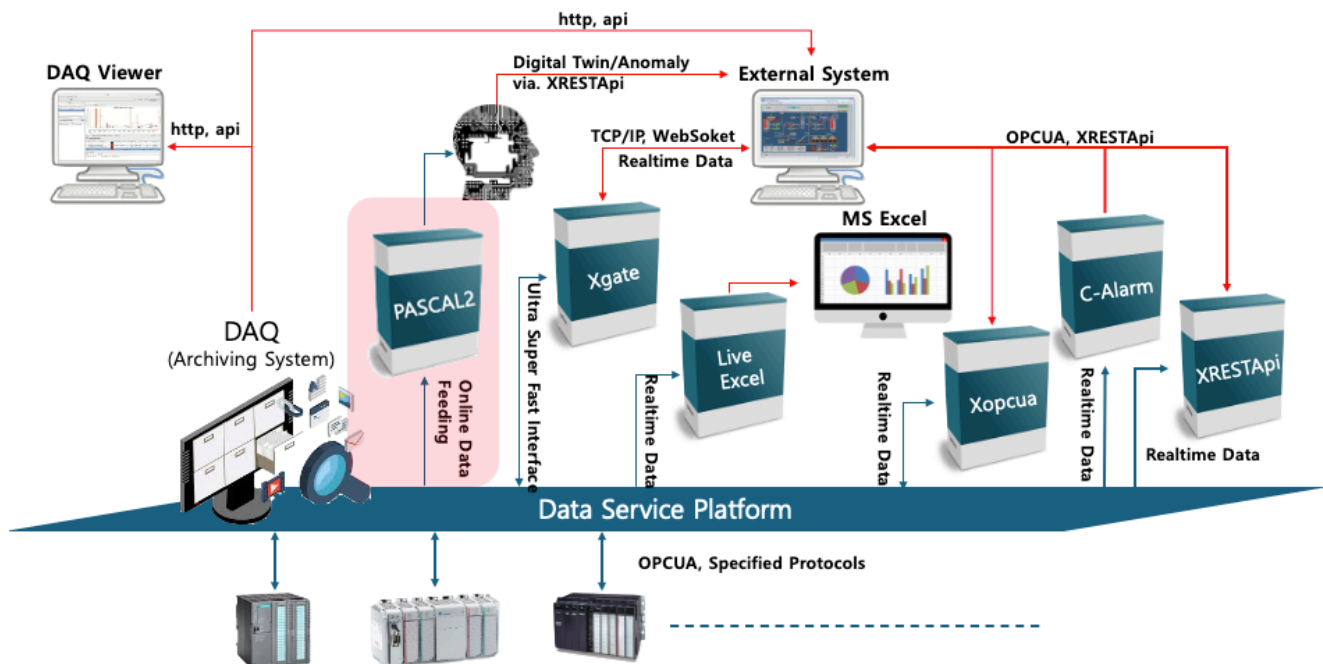 http, api
DAQ Viewer
Digital Twin/Anomaly
via. XRESTApi
External System
http, api
TCP/IP, WebSoket
Realtime Data
OPCUA, XRESTApi
MS Excel
PASCAL2
Xgate
C-Alarm
Live
Excel
Xopcua
XRESTApi
DAQ
(Archiving System)
Online Data
Feeding
Ultra Super Fast Interface
Realtime Data
Realtime Data
Realtime Data
Realtime Data
Data Service Platform
OPCUA, Specified Protocols